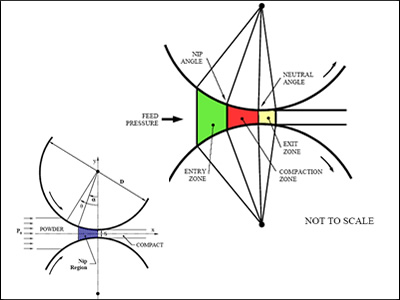 NIP
ANGLE
NEUTRAL
ANGLE
FEED
PRESSURE
EXIT
ZONE
ENTRY
ZONE
COMPACTION
ZONE
NOT TO SCALE
y
D
α
θ
P₀
POWDER
x
COMPACT
Nip
Region